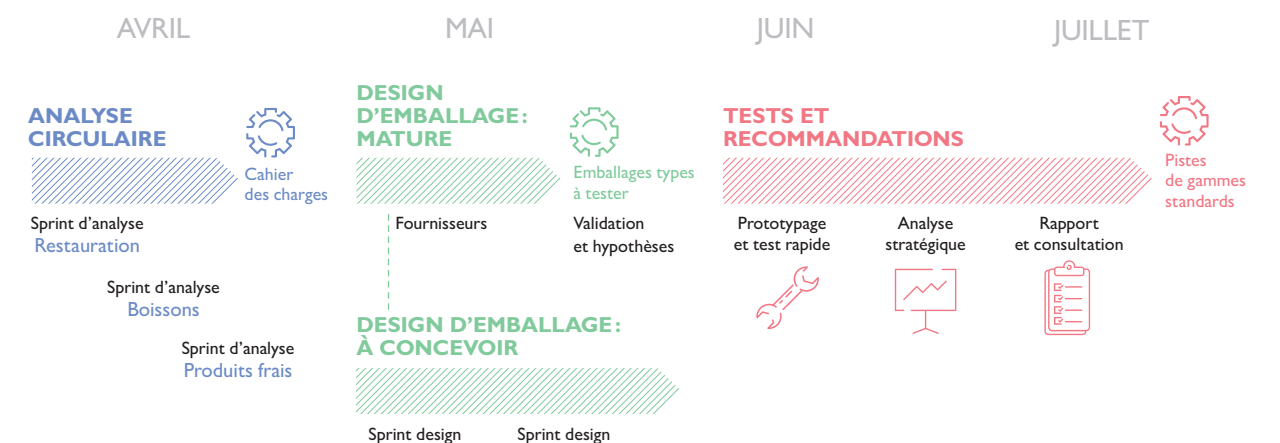 AVRIL
MAI
JUIN
JUILLET
ANALYSE
CIRCULAIRE
Cahier
des charges
Sprint d’analyse
Restauration
Sprint d’analyse
Boissons
Sprint d’analyse
Produits frais
DESIGN
D’EMBALLAGE :
MATURE
Emballages types
à tester
Fournisseurs
Validation
et hypothèses
DESIGN D’EMBALLAGE :
À CONCEVOIR
Sprint design
Sprint design
TESTS ET
RECOMMANDATIONS
Pistes
de gammes
standards
Prototypage
et test rapide
Analyse
stratégique
Rapport
et consultation